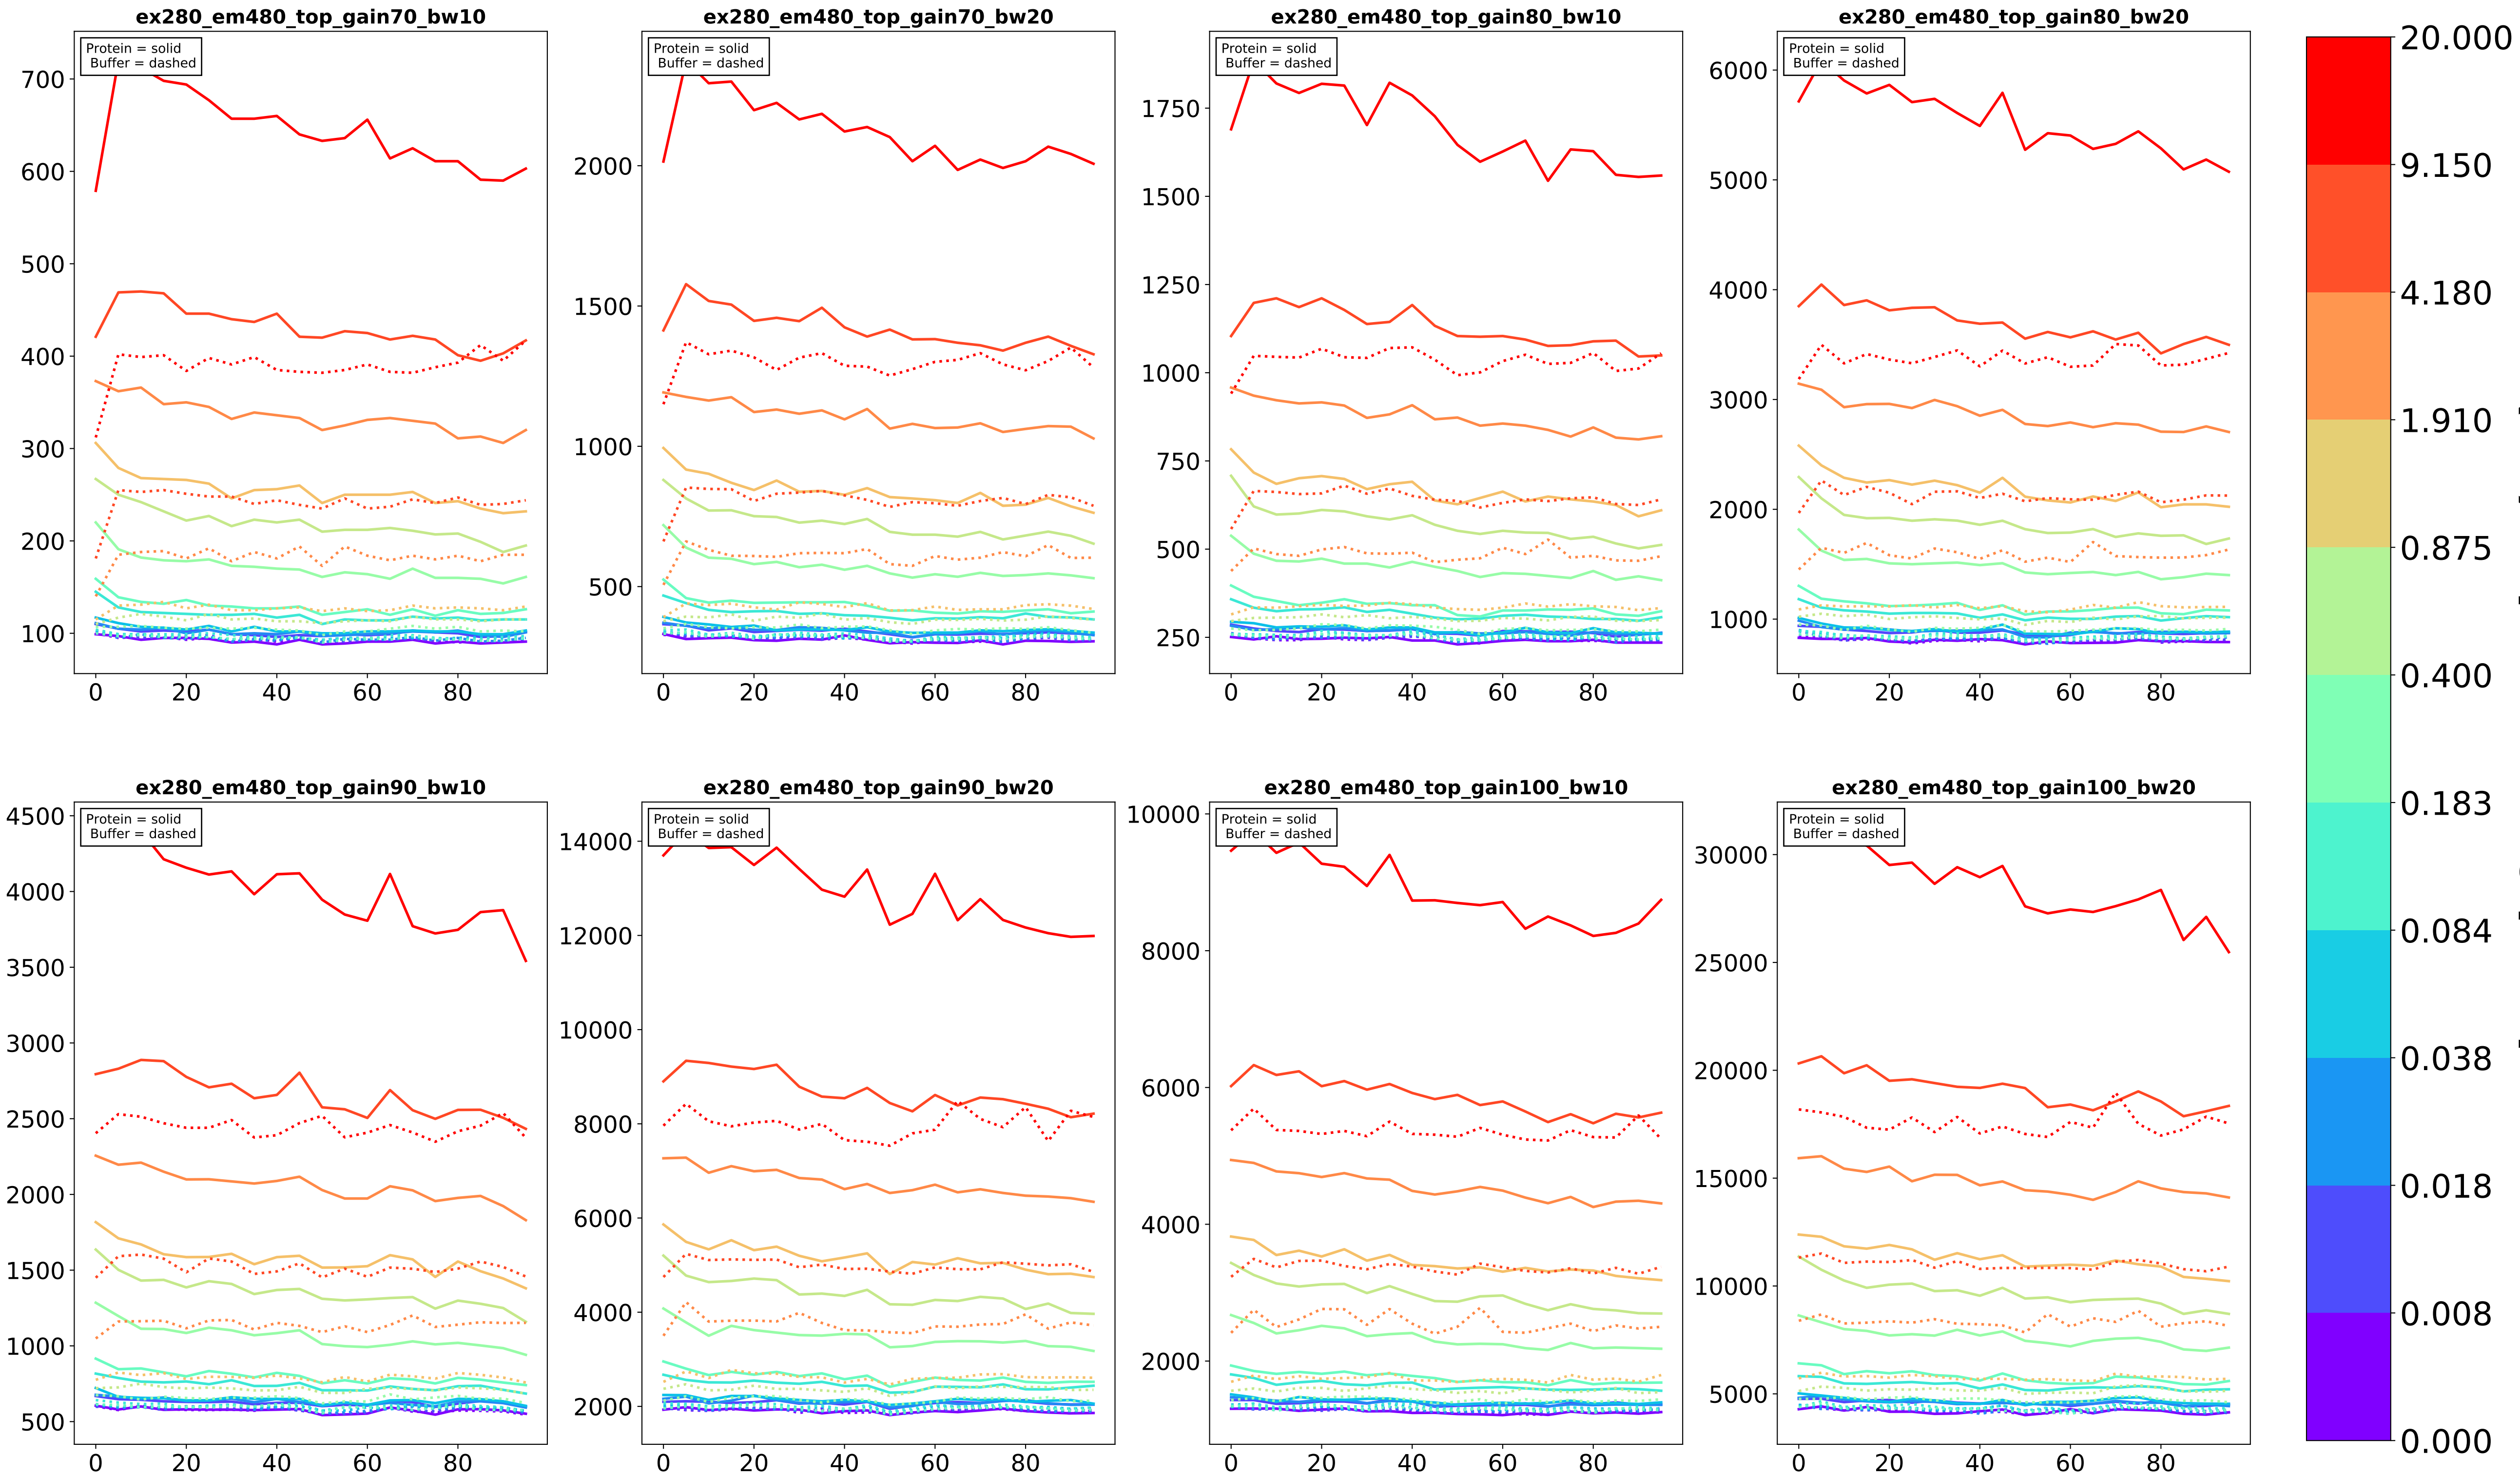 ex280_em480_top_gain70_bw10
ex280_em480_top_gain70_bw20
ex280_em480_top_gain80_bw10
ex280_em480_top_gain80_bw20
Protein = solid
Buffer = dashed
700
600
500
400
300
200
100
0 20 40 60 80
Protein = solid
Buffer = dashed
2000
1500
1000
500
0 20 40 60 80
Protein = solid
Buffer = dashed
1750
1500
1250
1000
750
500
250
0 20 40 60 80
Protein = solid
Buffer = dashed
6000
5000
4000
3000
2000
1000
0 20 40 60 80
ex280_em480_top_gain90_bw10
ex280_em480_top_gain90_bw20
ex280_em480_top_gain100_bw10
ex280_em480_top_gain100_bw20
Protein = solid
Buffer = dashed
4500
4000
3500
3000
2500
2000
1500
1000
500
0 20 40 60 80
Protein = solid
Buffer = dashed
14000
12000
10000
8000
6000
4000
2000
0 20 40 60 80
Protein = solid
Buffer = dashed
10000
8000
6000
4000
2000
0 20 40 60 80
Protein = solid
Buffer = dashed
30000
25000
20000
15000
10000
5000
0 20 40 60 80
20.000
9.150
4.180
1.910
0.875
0.400
0.183
0.084
0.038
0.018
0.008
0.000